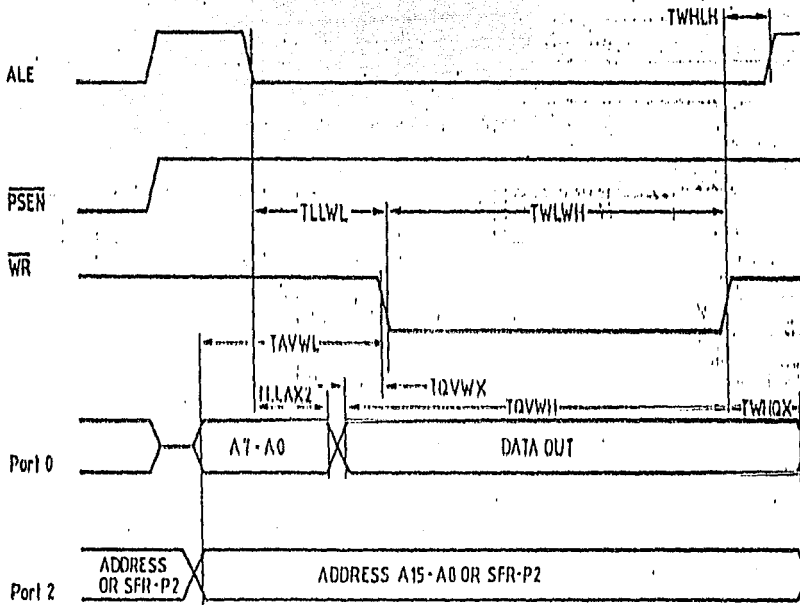 TWHLH
ALE
PSEN
TLLWL
TWLWH
WR
TAVWL
TLLAX2
TQVWX
TQVWH
TWHQX
Port 0
A7-A0
DATA OUT
Port 2
ADDRESS
OR SFR-P2
ADDRESS A15-A8 OR SFR-P2